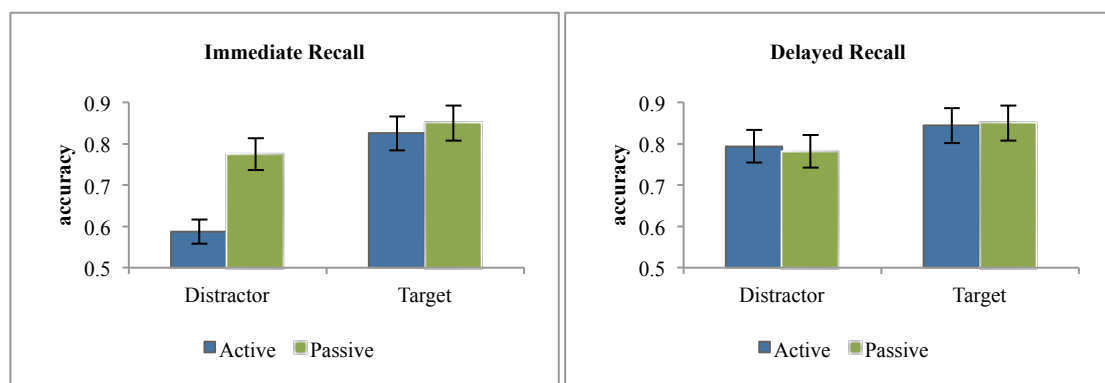 Immediate Recall
accuracy
0.9
0.8
0.7
0.6
0.5
Distractor Target
Active Passive
Delayed Recall
accuracy
0.9
0.8
0.7
0.6
0.5
Distractor Target
Active Passive